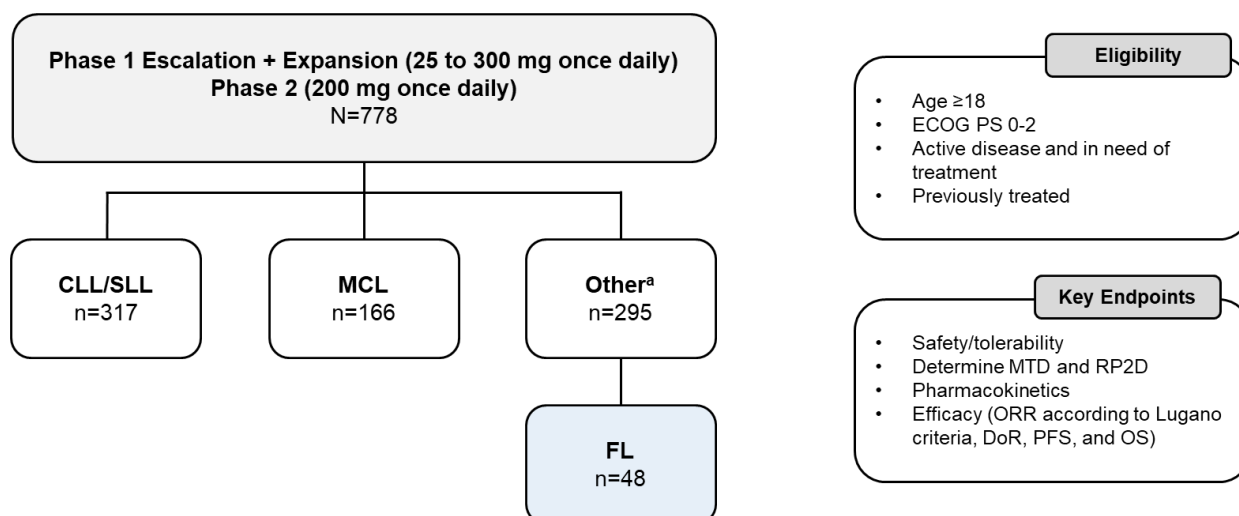 Phase 1 Escalation + Expansion (25 to 300 mg once daily)
Phase 2 (200 mg once daily)
N=778
CLL/SLL
n=317
MCL
n=166
Otherᵃ
n=295
FL
n=48
Eligibility
• Age ≥18
• ECOG PS 0-2
• Active disease and in need of
treatment
• Previously treated
Key Endpoints
• Safety/tolerability
• Determine MTD and RP2D
• Pharmacokinetics
• Efficacy (ORR according to Lugano
criteria, DoR, PFS, and OS)